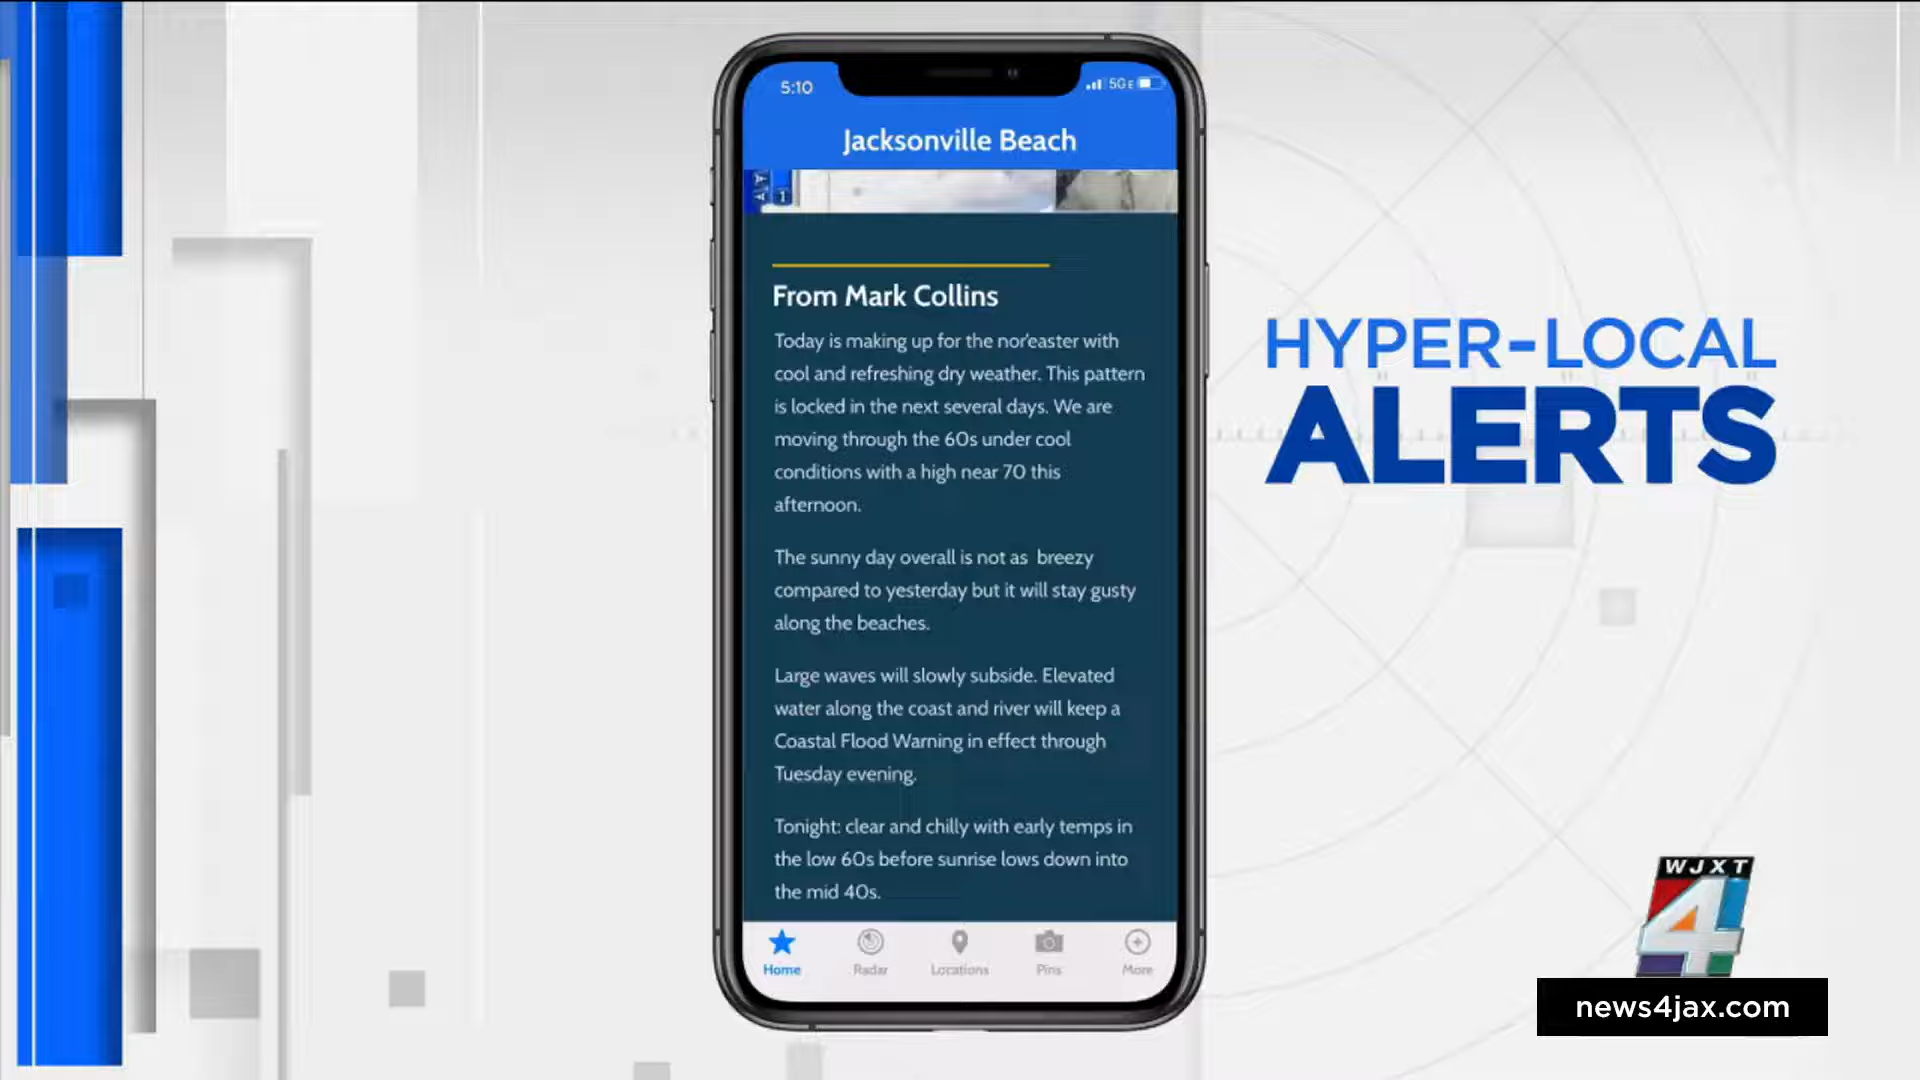 5:10
5GE
Jacksonville Beach
1
From Mark Collins
Today is making up for the nor'easter with
cool and refreshing dry weather. This pattern
is locked in the next several days. We are
moving through the 60s under cool
conditions with a high near 70 this
afternoon.
The sunny day overall is not as breezy
compared to yesterday but it will stay gusty
along the beaches.
Large waves will slowly subside. Elevated
water along the coast and river will keep a
Coastal Flood Warning in effect through
Tuesday evening.
Tonight: clear and chilly with early temps in
the low 60s before sunrise lows down into
the mid 40s.
Home Radar Locations Pins More
HYPER-LOCAL
ALERTS
WJXT
4
news4jax.com